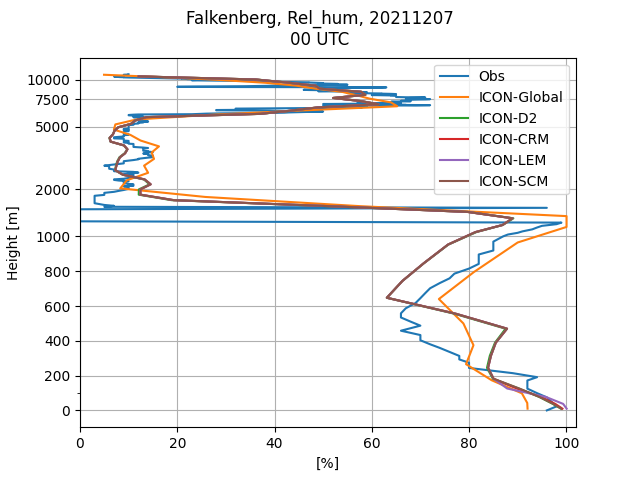 Falkenberg, Rel_hum, 20211207
00 UTC
Obs
ICON-Global
ICON-D2
ICON-CRM
ICON-LEM
ICON-SCM
Height [m]
10000
7500
5000
2000
1000
800
600
400
200
0
0 20 40 60 80 100
[%]